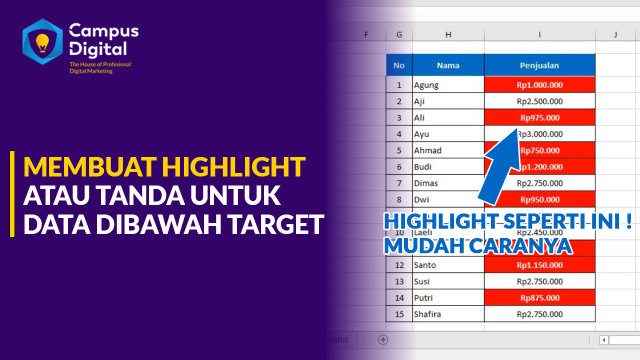 Campus
Digital
The House of Profesional
Digital Marketing
MEMBUAT HIGHLIGHT
ATAU TANDA UNTUK
DATA DIBAWAH TARGET
F G H I J
No Nama Penjualan
1 Agung Rp1.000.000
2 Aji Rp2.500.000
3 Ali Rp975.000
4 Ayu Rp3.000.000
5 Ahmad Rp750.000
6 Budi Rp1.200.000
7 Dimas Rp2.750.000
8 Dwi Rp950.000
HIGHLIGHT SEPERTI INI !
10 Laeli Rp2.450.000
MUDAH CARANYA
12 Santo Rp1.150.000
13 Susi Rp2.750.000
14 Putri Rp875.000
15 Shafira Rp2.750.000